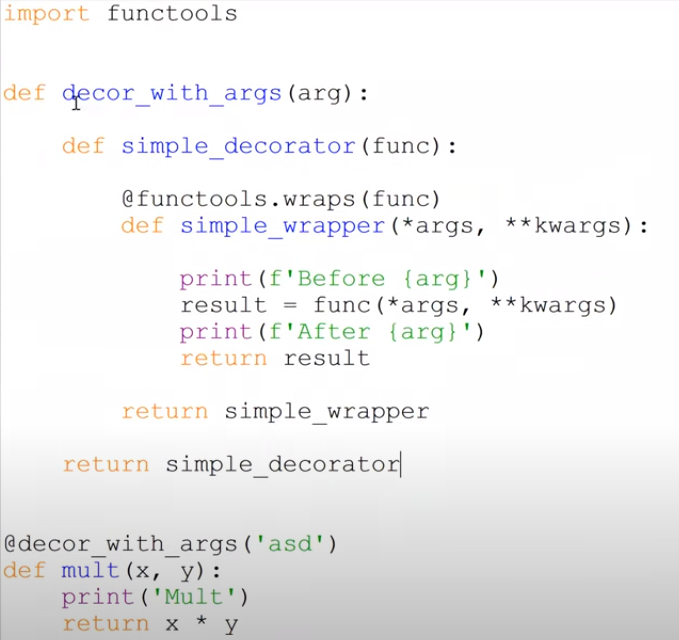 import functools
def decor_with_args(arg):
    def simple_decorator(func):
        @functools.wraps(func)
        def simple_wrapper(*args, **kwargs):
            print(f'Before {arg}')
            result = func(*args, **kwargs)
            print(f'After {arg}')
            return result
        return simple_wrapper
    return simple_decorator
@decor_with_args('asd')
def mult(x, y):
    print('Mult')
    return x * y